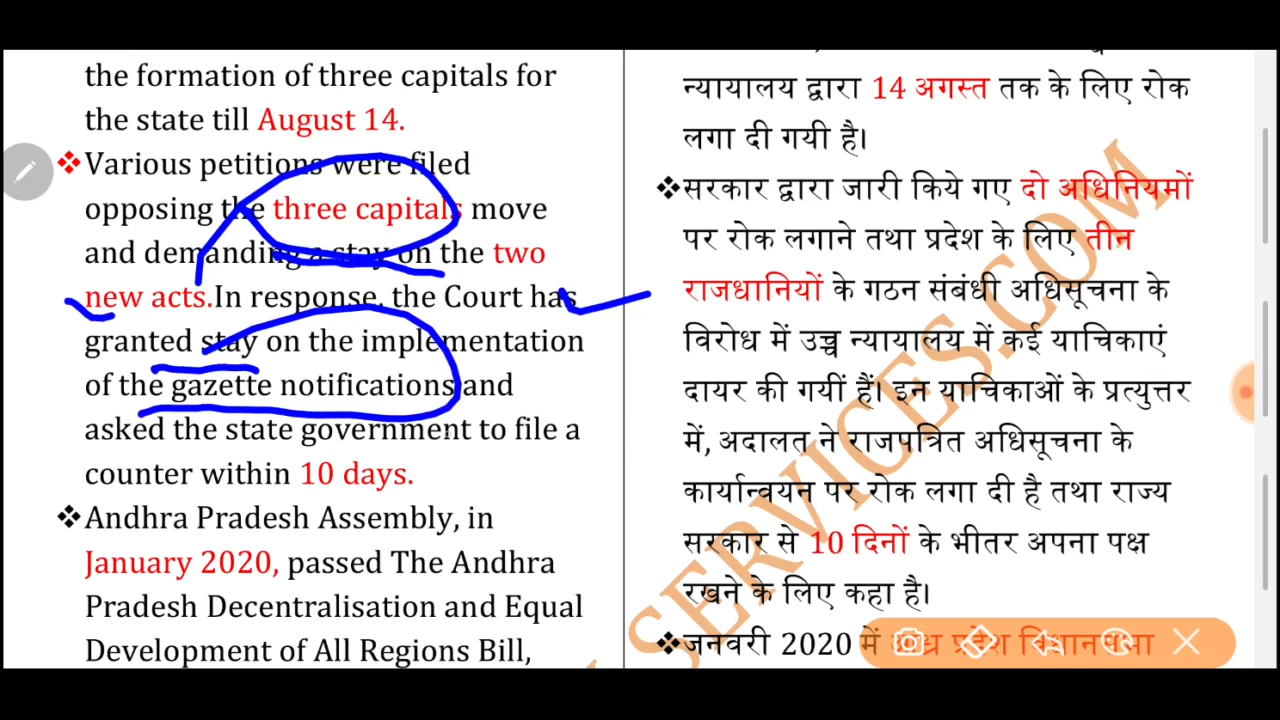 the formation of three capitals for
the state till August 14.
❖Various petitions were filed
opposing the three capitals move
and demanding a stay on the two
new acts.In response, the Court has
granted stay on the implementation
of the gazette notifications and
asked the state government to file a
counter within 10 days.
❖Andhra Pradesh Assembly, in
January 2020, passed The Andhra
Pradesh Decentralisation and Equal
Development of All Regions Bill,
न्यायालय द्वारा 14 अगस्त तक के लिए रोक
लगा दी गयी है।
❖सरकार द्वारा जारी किये गए दो अधिनियमों
पर रोक लगाने तथा प्रदेश के लिए तीन
राजधानियों के गठन संबंधी अधिसूचना के
विरोध में उच्च न्यायालय में कई याचिकाएं
दायर की गयीं हैं। इन याचिकाओं के प्रत्युत्तर
में, अदालत ने राजपत्रित अधिसूचना के
कार्यान्वयन पर रोक लगा दी है तथा राज्य
सरकार से 10 दिनों के भीतर अपना पक्ष
रखने के लिए कहा है।
❖जनवरी 2020 में आंध्र प्रदेश विधानसभा
SERVICES.COM